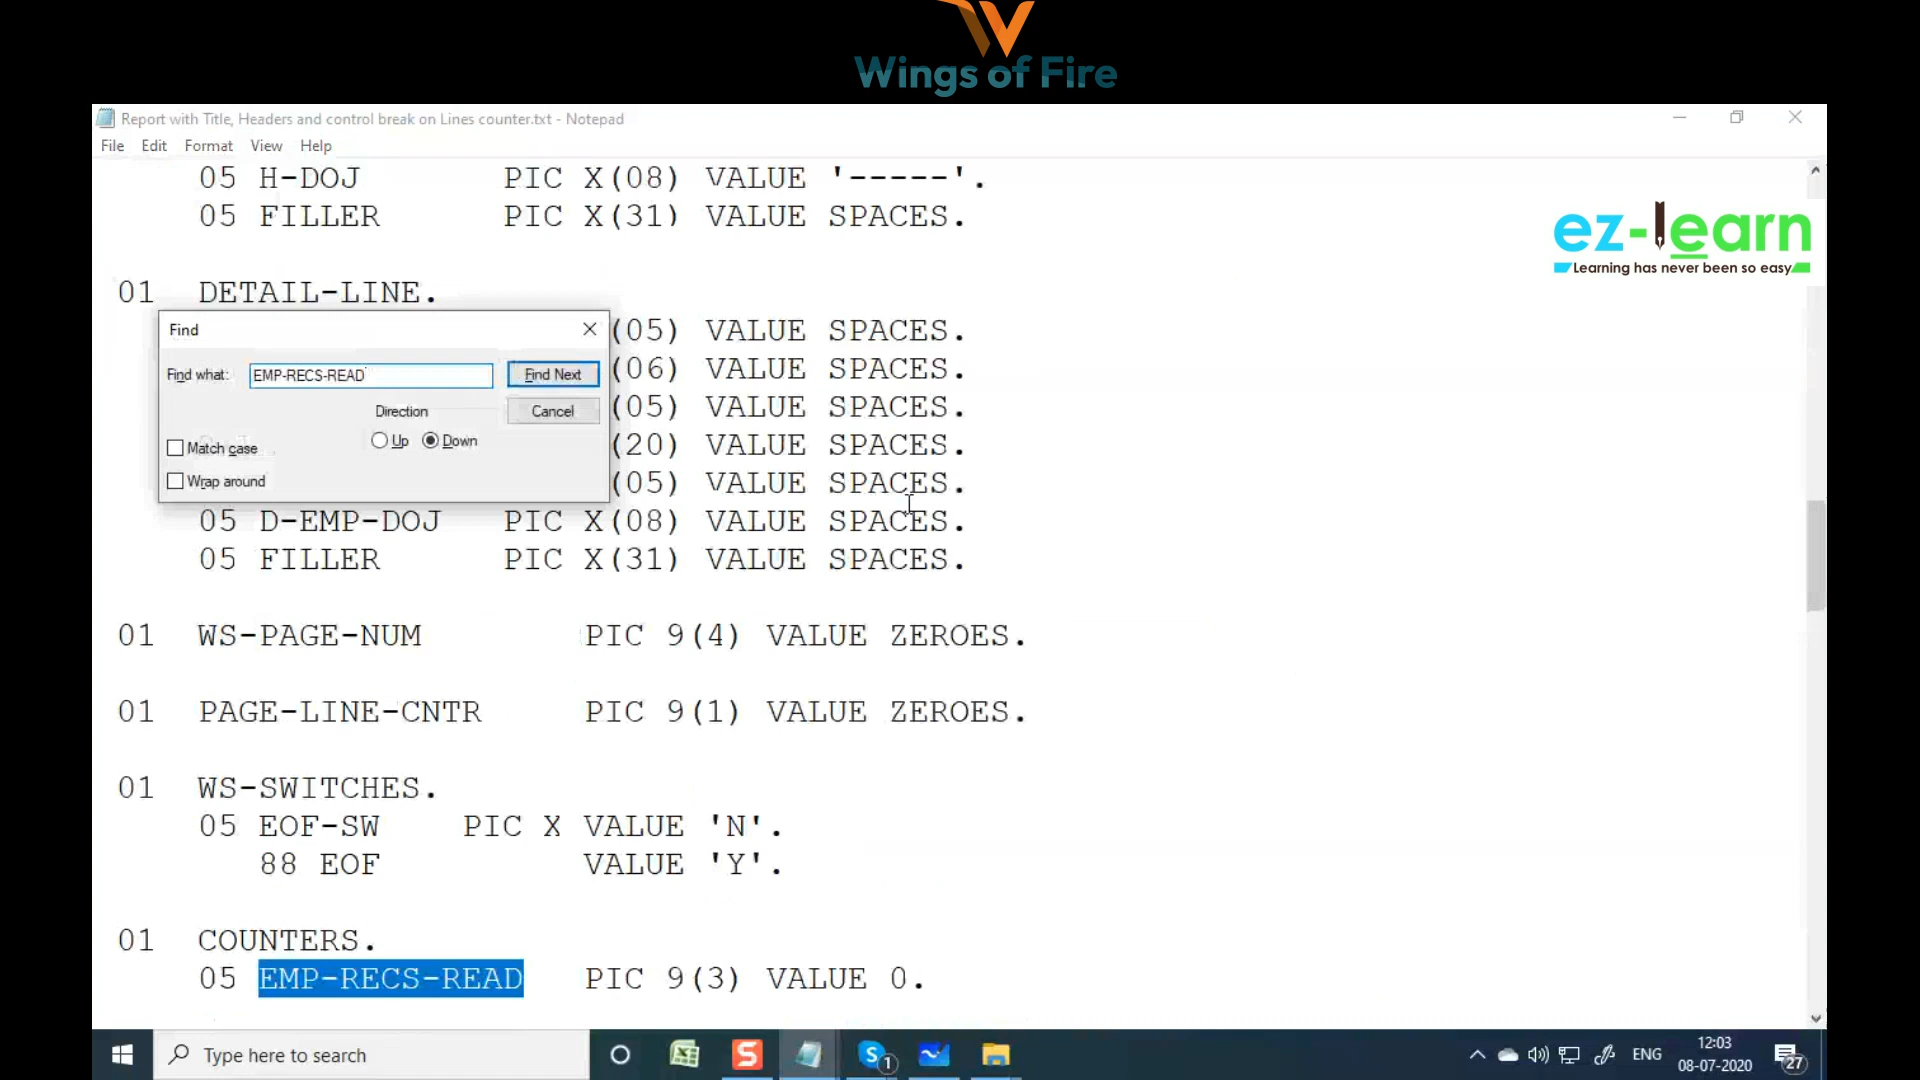 Wings of Fire
Report with Title, Headers and control break on Lines counter.txt - Notepad
File Edit Format View Help
05 H-DOJ PIC X(08) VALUE '-----'.
05 FILLER PIC X(31) VALUE SPACES.
ez-learn
Learning has never been so easy
01 DETAIL-LINE.
Find
(05) VALUE SPACES.
Find what: EMP-RECS-READ Find Next
(06) VALUE SPACES.
Direction Cancel
(05) VALUE SPACES.
Up Down
Match case
(20) VALUE SPACES.
Wrap around
(05) VALUE SPACES.
05 D-EMP-DOJ PIC X(08) VALUE SPACES.
05 FILLER PIC X(31) VALUE SPACES.
01 WS-PAGE-NUM PIC 9(4) VALUE ZEROES.
01 PAGE-LINE-CNTR PIC 9(1) VALUE ZEROES.
01 WS-SWITCHES.
05 EOF-SW PIC X VALUE 'N'.
88 EOF VALUE 'Y'.
01 COUNTERS.
05 EMP-RECS-READ PIC 9(3) VALUE 0.
Type here to search
S
S 1
ENG
12:03
08-07-2020
27